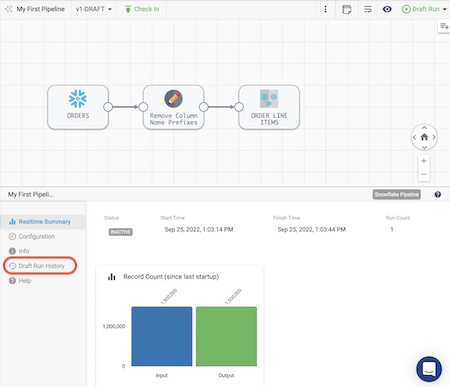 My First Pipeline
v1-DRAFT
Check In
Draft Run
ORDERS
Remove Column
Name Prefixes
ORDER LINE
ITEMS
My First Pipeli...
Snowflake Pipeline
Realtime Summary
Configuration
Info
Draft Run History
Help
Status
Start Time
Finish Time
Run Count
INACTIVE
Sep 25, 2022, 1:03:14 PM
Sep 25, 2022, 1:03:44 PM
1
Record Count (since last startup)
1,500,000
1,500,000
1,000,000
0
Input
Output